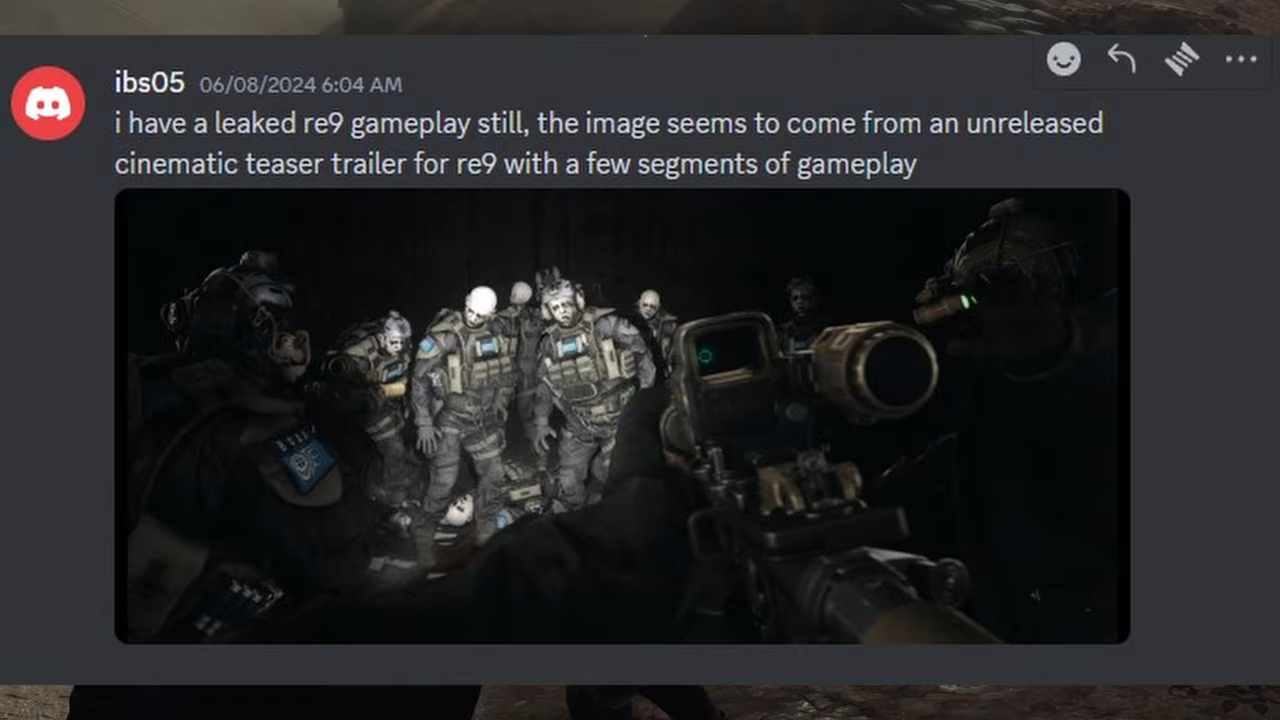 ibs05 06/08/2024 6:04 AM
i have a leaked re9 gameplay still, the image seems to come from an unreleased
cinematic teaser trailer for re9 with a few segments of gameplay